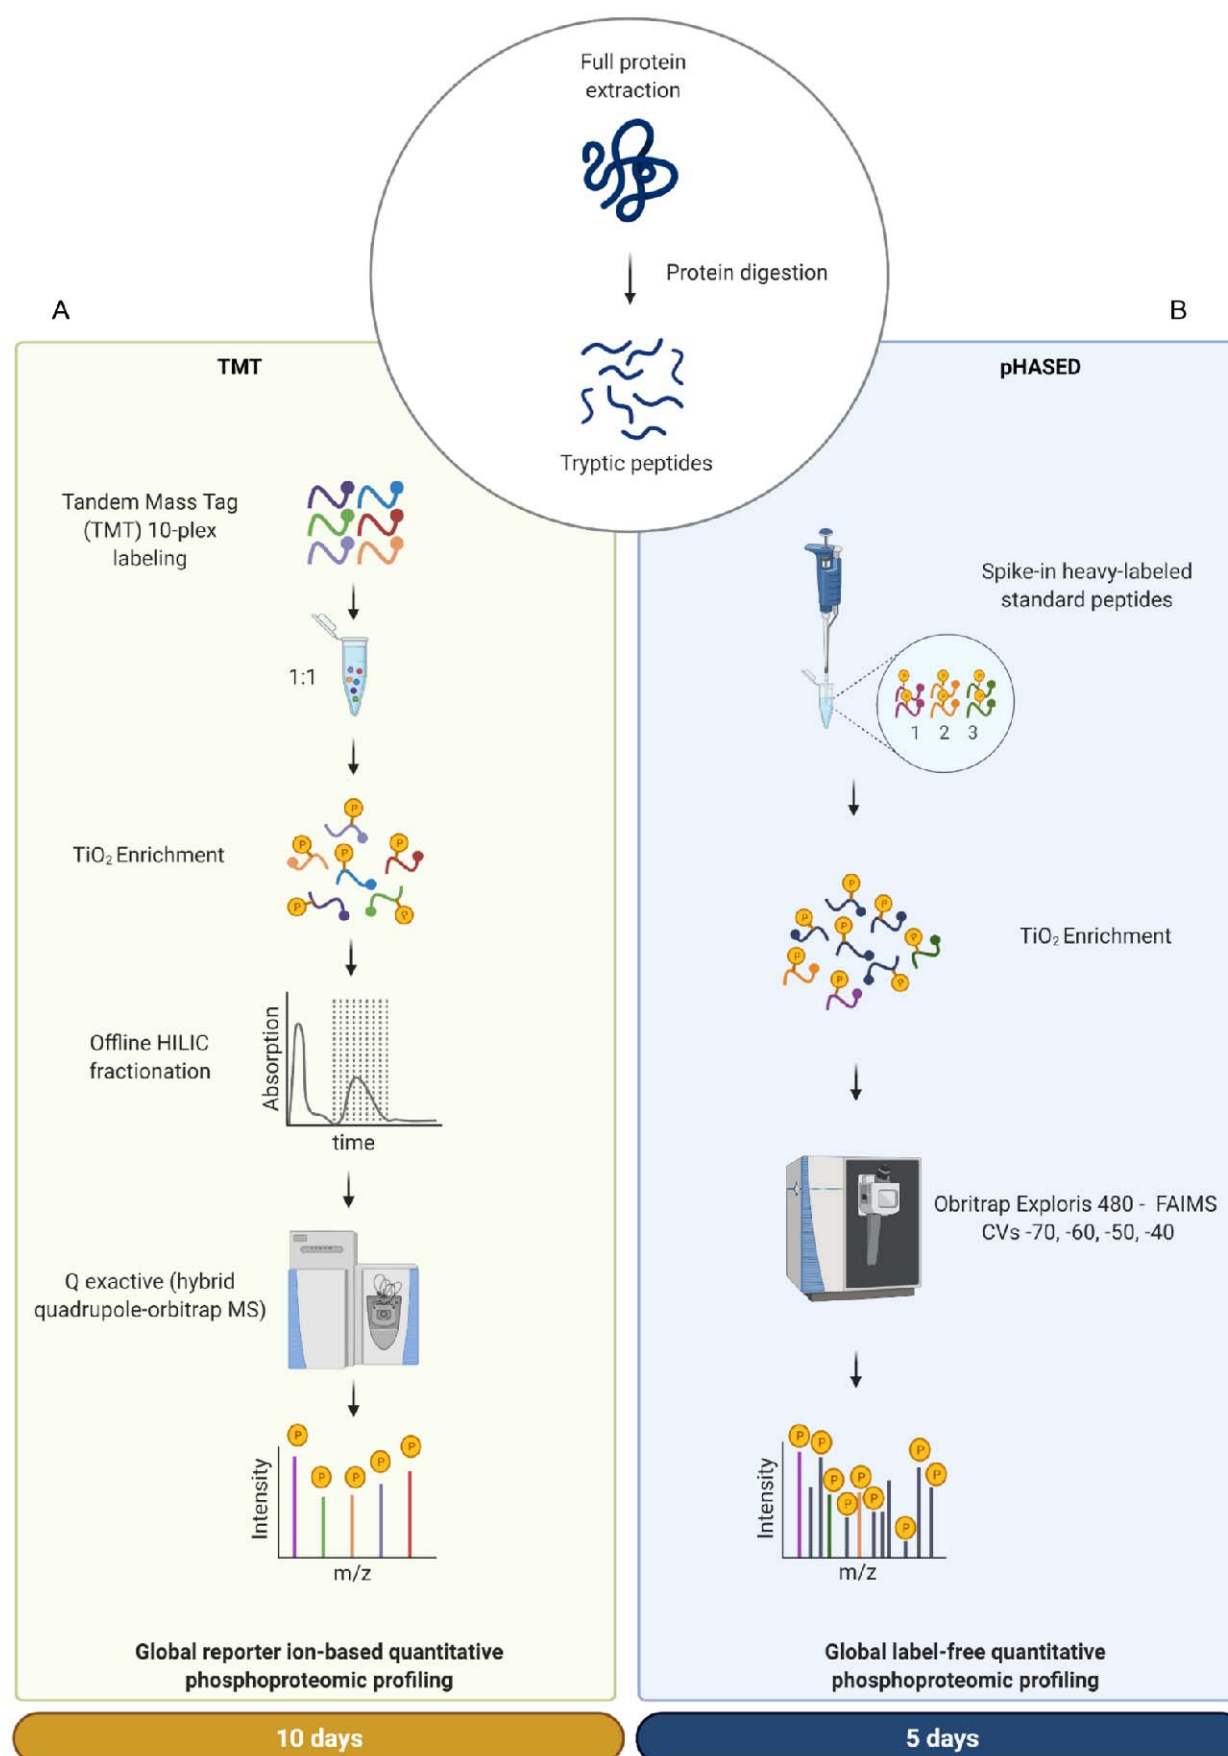 Full protein
extraction
Protein digestion
Tryptic peptides
A
TMT
Tandem Mass Tag
(TMT) 10-plex
labeling
1:1
P
P
P
P
P
P
TiO₂ Enrichment
Offline HILIC
fractionation
Absorption
time
Q exactive (hybrid
quadrupole-orbitrap MS)
P
P
P
P
P
Intensity
m/z
Global reporter ion-based quantitative
phosphoproteomic profiling
10 days
B
pHASED
Spike-in heavy-labeled
standard peptides
P P P
P P P
1 2 3
P
P
P
P
P
P
P
P
TiO₂ Enrichment
Obritrap Exploris 480 - FAIMS
CVs -70, -60, -50, -40
P
P
P
P
P
P
P
P
P
Intensity
m/z
Global label-free quantitative
phosphoproteomic profiling
5 days